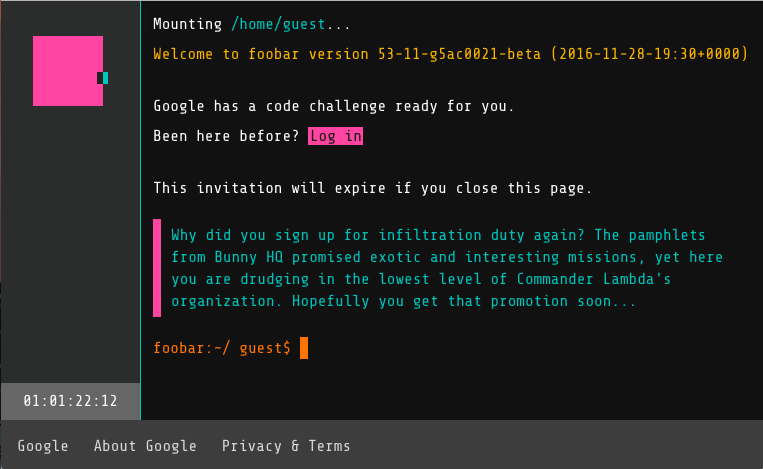 Mounting /home/guest...
Welcome to foobar version 53-11-g5ac0021-beta (2016-11-28-19:30+0000)
Google has a code challenge ready for you.
Been here before? Log in
This invitation will expire if you close this page.
Why did you sign up for infiltration duty again? The pamphlets
from Bunny HQ promised exotic and interesting missions, yet here
you are drudging in the lowest level of Commander Lambda's
organization. Hopefully you get that promotion soon...
foobar:~/ guest$
01:01:22:12
Google About Google Privacy & Terms